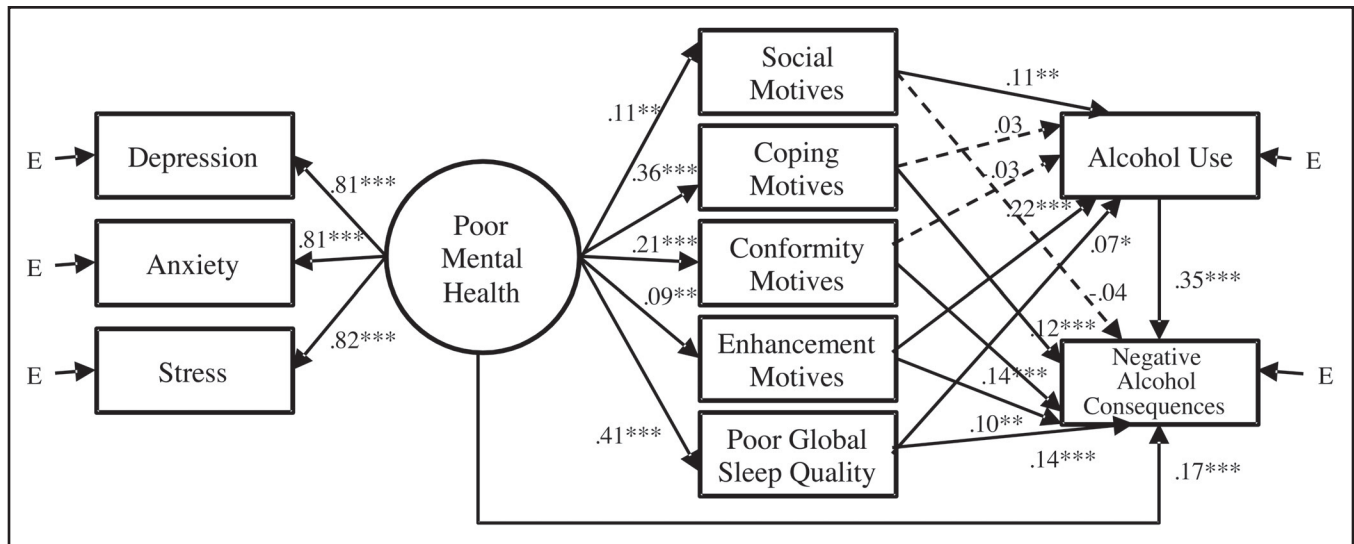 Depression
Anxiety
Stress
E
E
E
.81***
.81***
.82***
Poor
Mental
Health
.11**
.36***
.21***
.09**
.41***
Social
Motives
Coping
Motives
Conformity
Motives
Enhancement
Motives
Poor Global
Sleep Quality
.11**
.03
-.03
.22***
.07*
-.04
.12***
.14***
.10**
.14***
.35***
.17***
Alcohol Use
E
Negative
Alcohol
Consequences
E